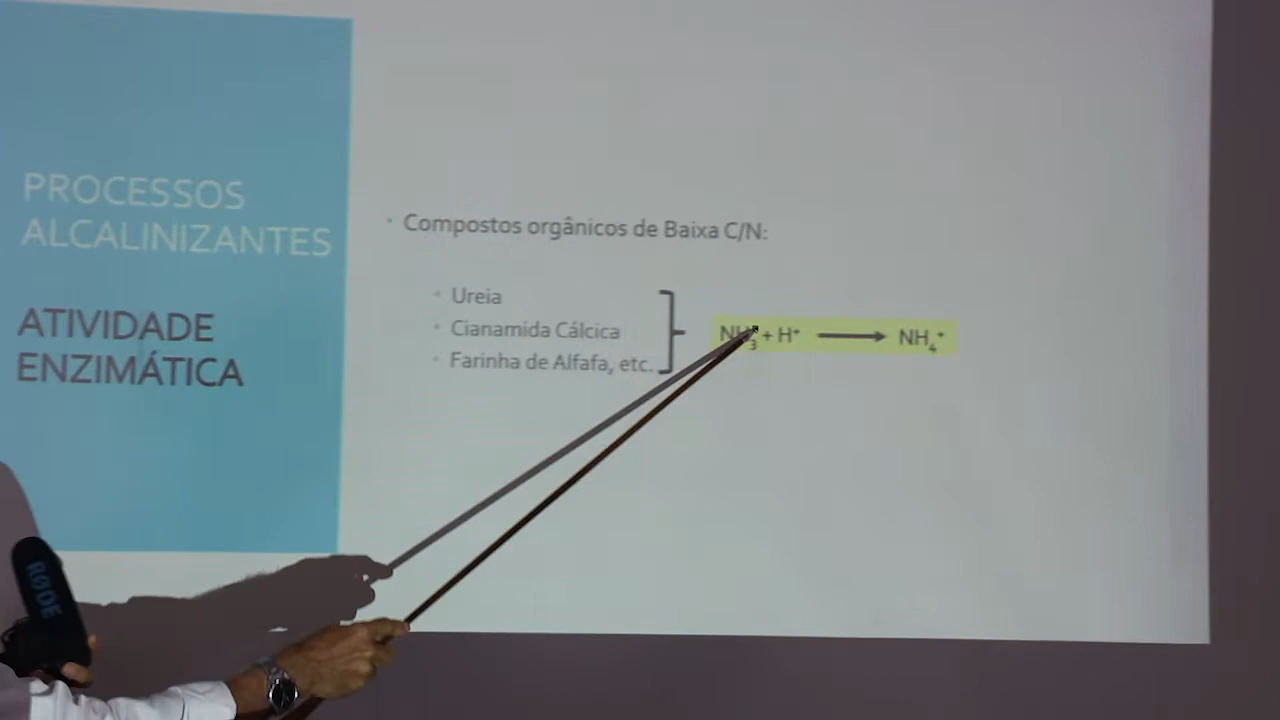 PROCESSOS
ALCALINIZANTES
ATIVIDADE
ENZIMÁTICA
• Compostos orgânicos de Baixa C/N:
• Ureia
• Cianamida Cálcica
• Farinha de Alfafa, etc.
NH₃ + H⁺ → NH₄⁺
RØDE